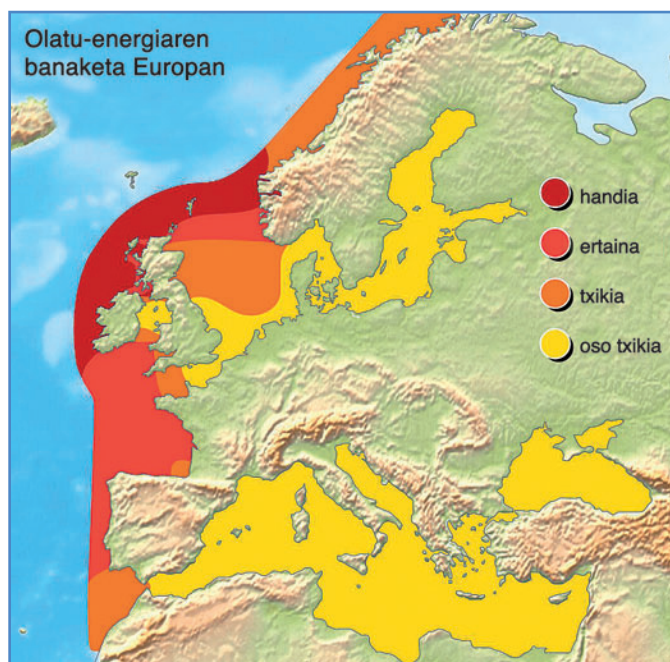 Olatu-energiaren
banaketa Europan
handia
ertaina
txikia
oso txikia